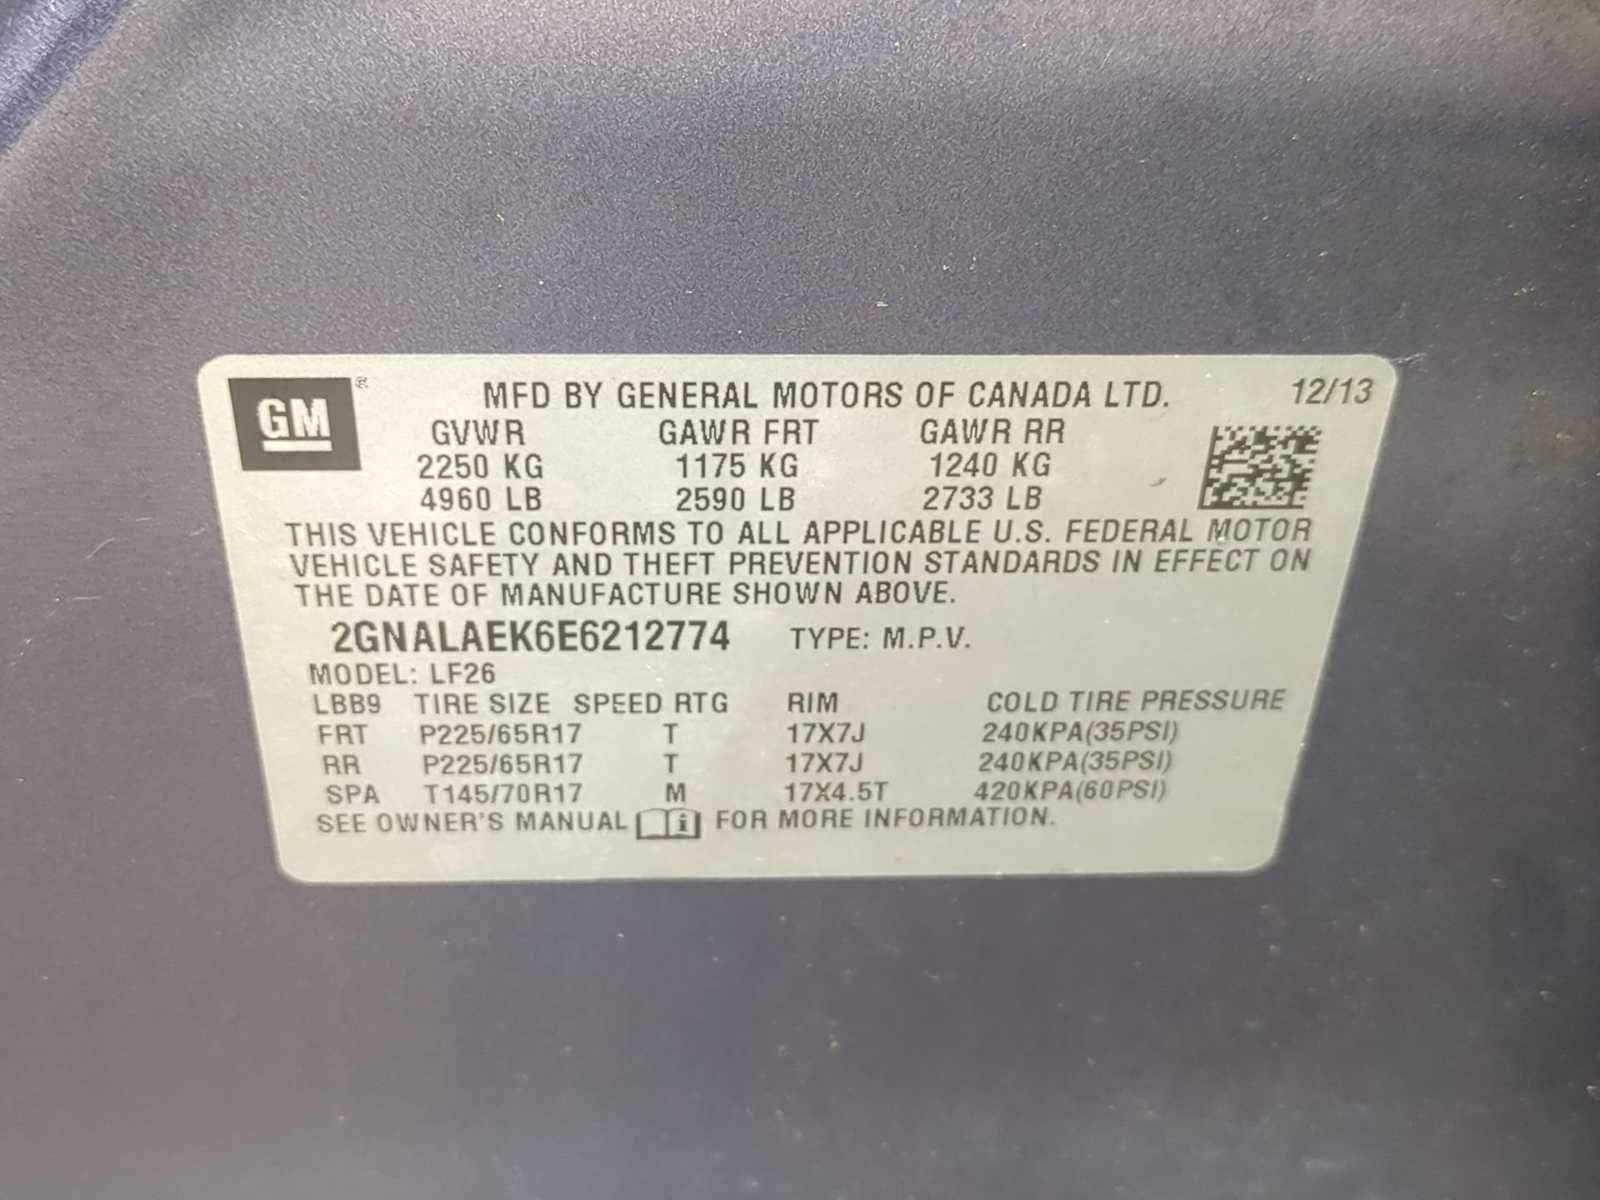 GM ® MFD BY GENERAL MOTORS OF CANADA LTD. 12/13
GVWR GAWR FRT GAWR RR
2250 KG 1175 KG 1240 KG
4960 LB 2590 LB 2733 LB
THIS VEHICLE CONFORMS TO ALL APPLICABLE U.S. FEDERAL MOTOR
VEHICLE SAFETY AND THEFT PREVENTION STANDARDS IN EFFECT ON
THE DATE OF MANUFACTURE SHOWN ABOVE.
2GNALAEK6E6212774 TYPE: M.P.V.
MODEL: LF26
LBB9 TIRE SIZE SPEED RTG RIM COLD TIRE PRESSURE
FRT P225/65R17 T 17X7J 240KPA(35PSI)
RR P225/65R17 T 17X7J 240KPA(35PSI)
SPA T145/70R17 M 17X4.5T 420KPA(60PSI)
SEE OWNER'S MANUAL i FOR MORE INFORMATION.